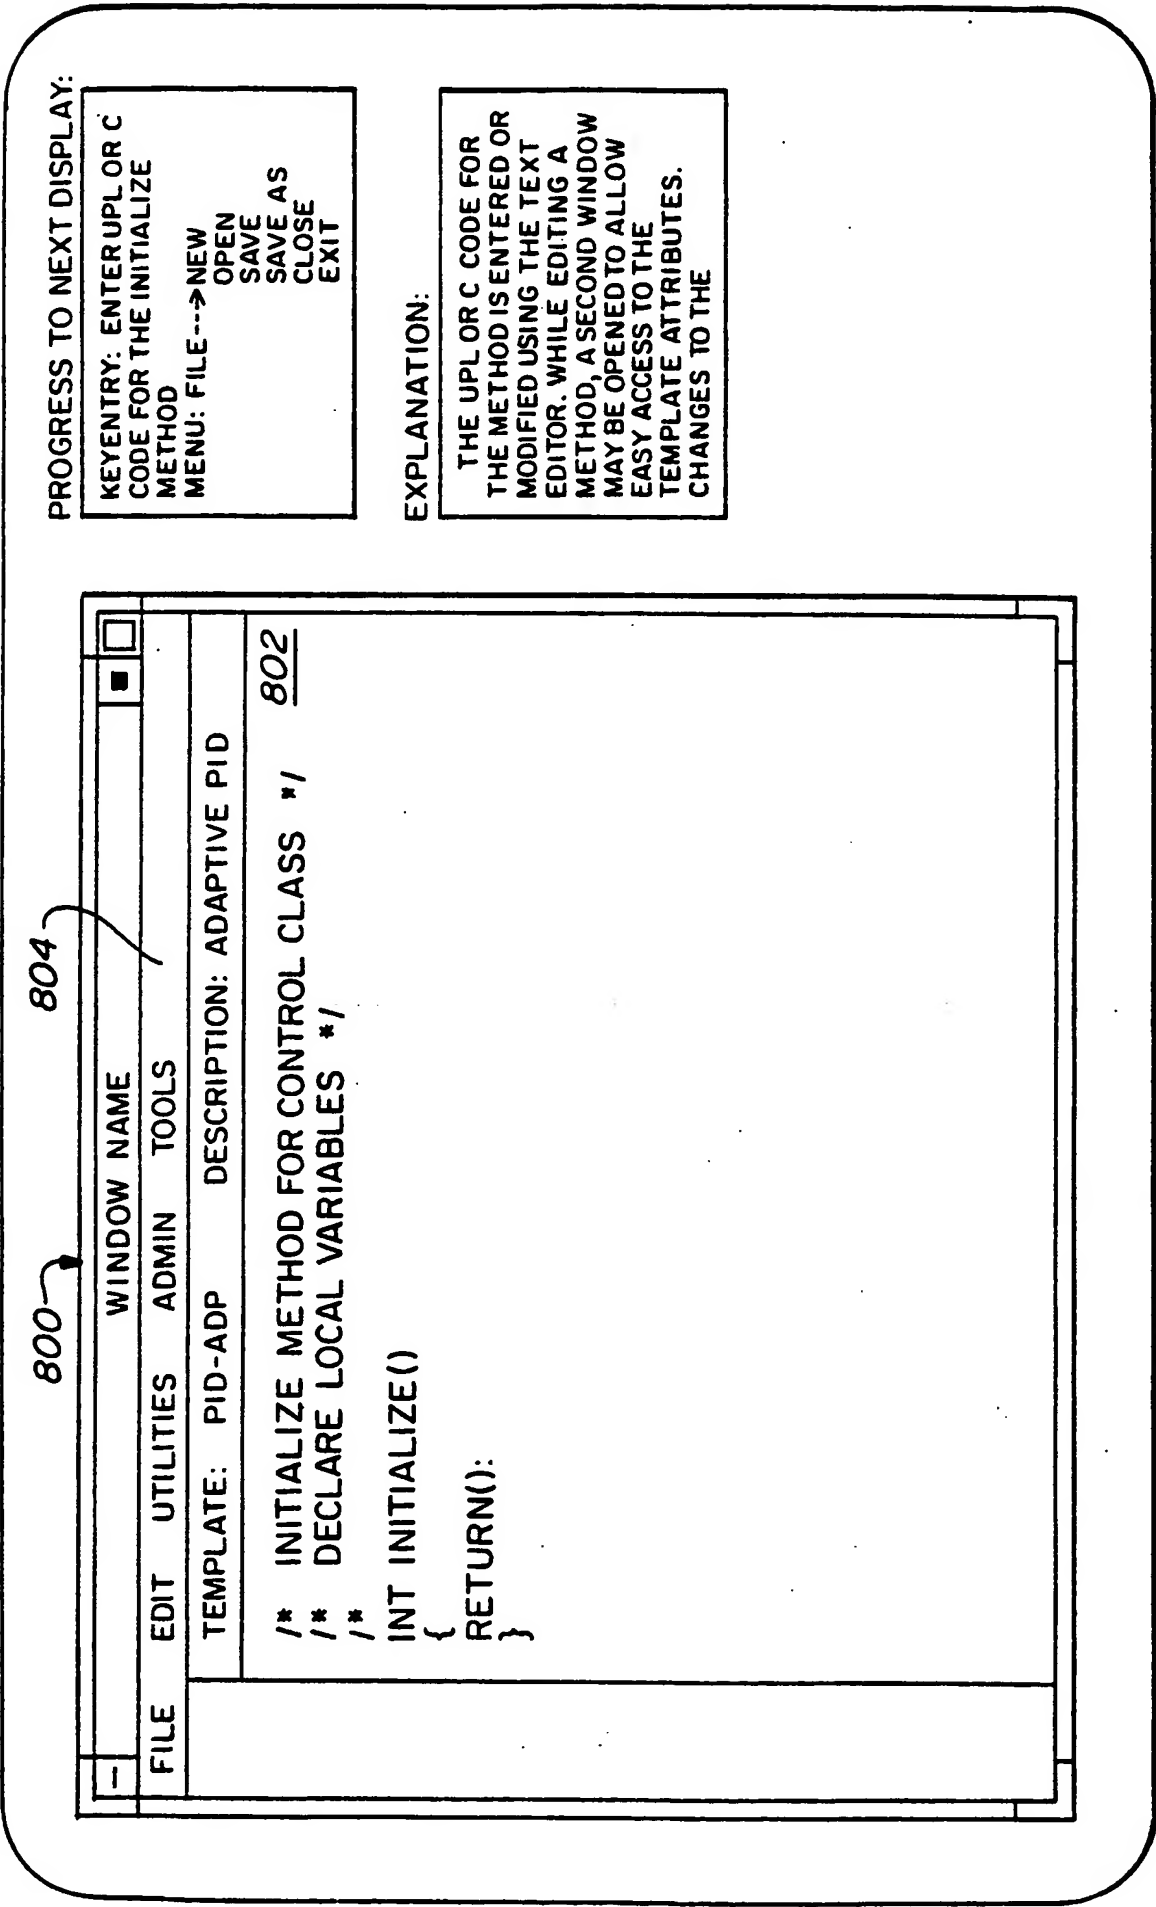 800
804
WINDOW NAME
FILE EDIT UTILITIES ADMIN TOOLS
TEMPLATE: PID-ADP DESCRIPTION: ADAPTIVE PID
/* INITIALIZE METHOD FOR CONTROL CLASS */
802
/* DECLARE LOCAL VARIABLES */
/*
INT INITIALIZE()
{
RETURN():
}
PROGRESS TO NEXT DISPLAY:
KEYENTRY: ENTER UPL OR C
CODE FOR THE INITIALIZE
METHOD
MENU: FILE--->NEW
OPEN
SAVE
SAVE AS
CLOSE
EXIT
EXPLANATION:
THE UPL OR C CODE FOR
THE METHOD IS ENTERED OR
MODIFIED USING THE TEXT
EDITOR. WHILE EDITING A
METHOD, A SECOND WINDOW
MAY BE OPENED TO ALLOW
EASY ACCESS TO THE
TEMPLATE ATTRIBUTES.
CHANGES TO THE